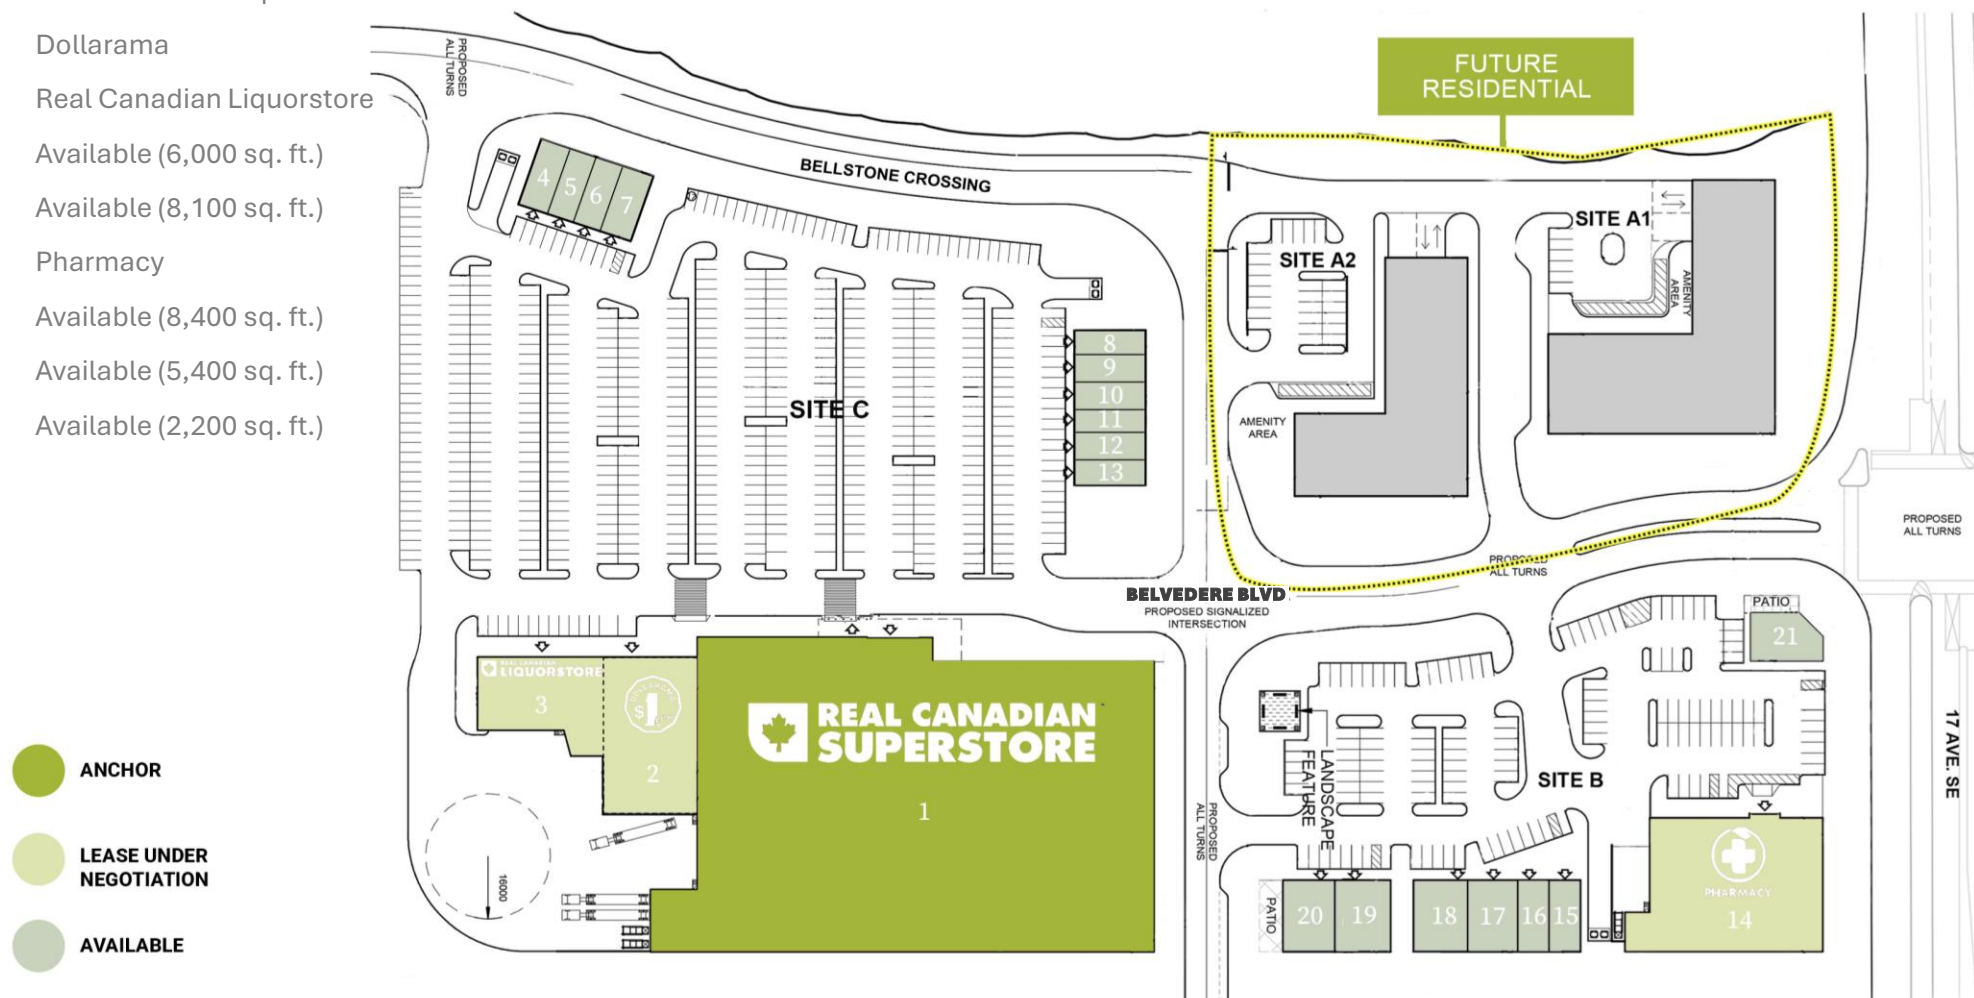 Dollarama
Real Canadian Liquorstore
Available (6,000 sq. ft.)
Available (8,100 sq. ft.)
Pharmacy
Available (8,400 sq. ft.)
Available (5,400 sq. ft.)
Available (2,200 sq. ft.)
ANCHOR
LEASE UNDER
NEGOTIATION
AVAILABLE
PROPOSED
ALL TURNS
FUTURE
RESIDENTIAL
BELLSTONE CROSSING
4
5
6
7
SITE A1
SITE A2
AMENITY
AREA
AMENITY
AREA
SITE C
8
9
10
11
12
13
PROPOSED
ALL TURNS
PROPOSED
ALL TURNS
BELVEDERE BLVD
PROPOSED SIGNALIZED
INTERSECTION
PATIO
21
REAL CANADIAN
LIQUORSTORE
3
$1
2
REAL CANADIAN
SUPERSTORE
1
LANDSCAPE
FEATURE
SITE B
17 AVE. SE
PROPOSED
ALL TURNS
16000
PHARMACY
14
PATIO
20
19
18
17
16
15